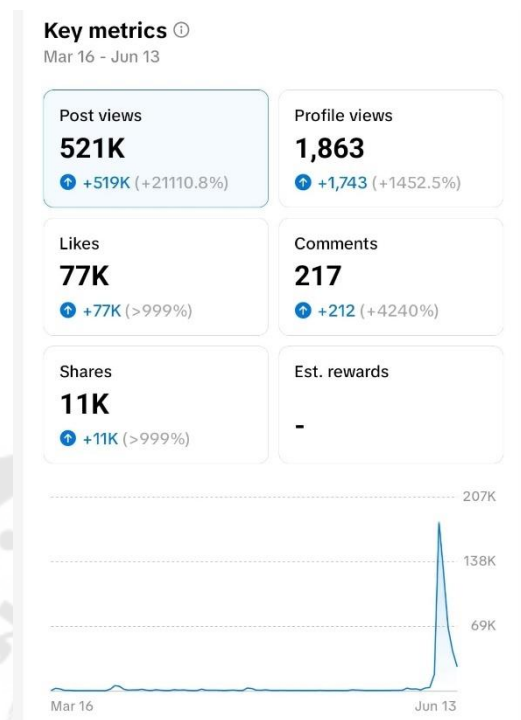 Key metrics
Mar 16 - Jun 13
Post views
521K
+519K (+21110.8%)
Profile views
1,863
+1,743 (+1452.5%)
Likes
77K
+77K (>999%)
Comments
217
+212 (+4240%)
Shares
11K
+11K (>999%)
Est. rewards
-
207K
138K
69K
Mar 16
Jun 13